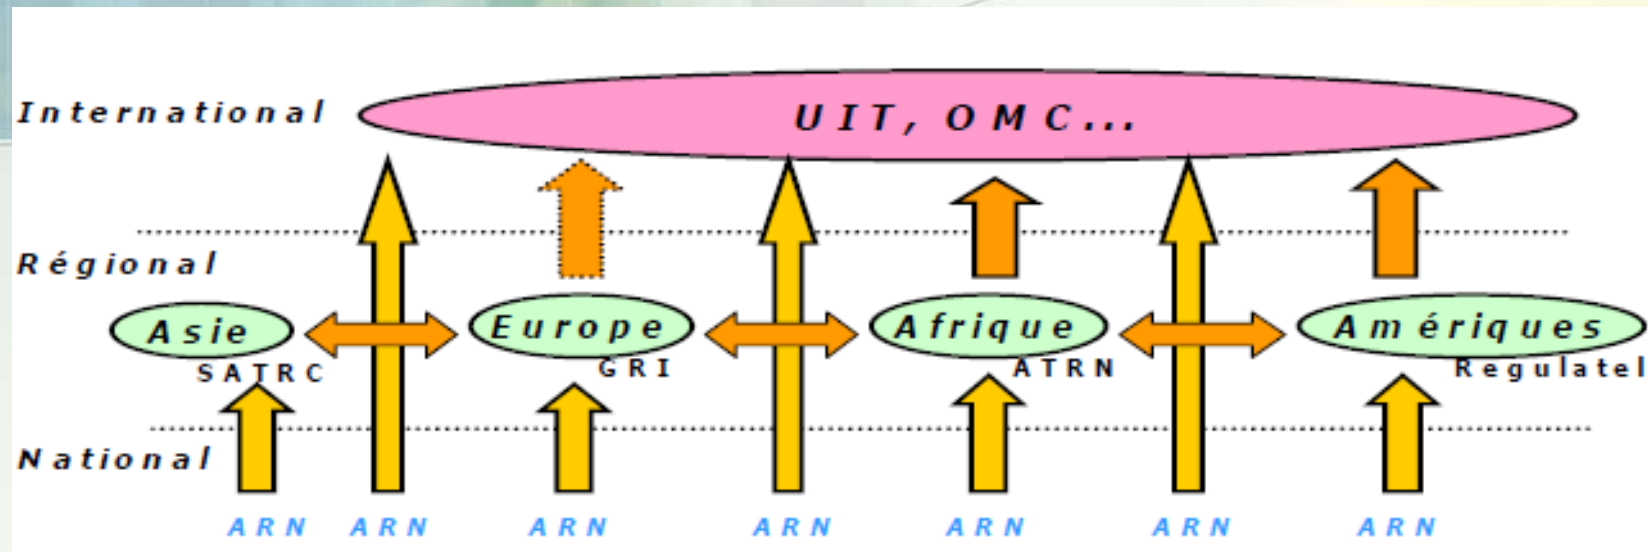 International
UIT, OMC...
Régional
Asie
Europe
Afrique
Amériques
SATRC
GRI
ATRN
Regulatel
National
ARN ARN ARN ARN ARN ARN ARN